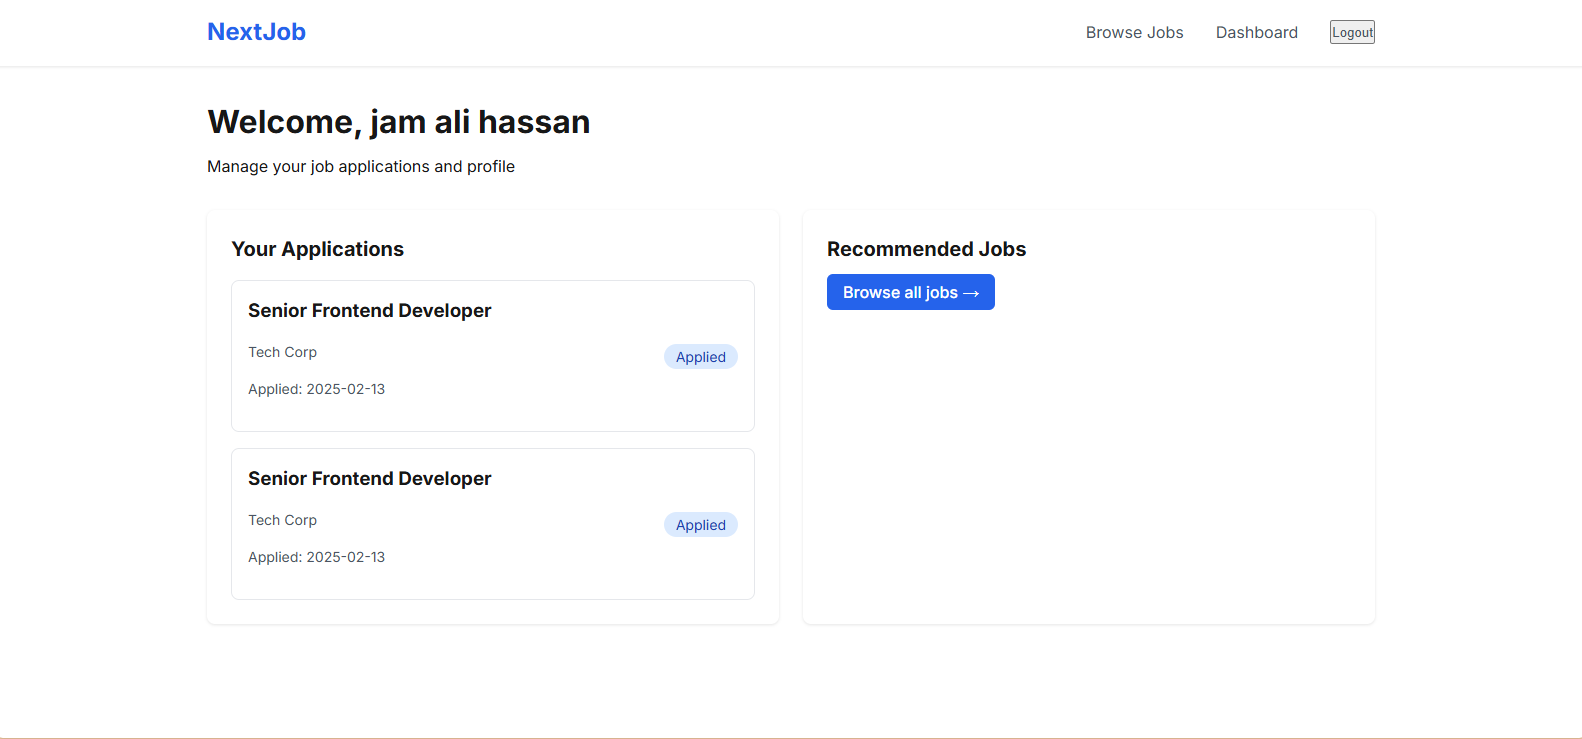 NextJob
Browse Jobs
Dashboard
Logout
Welcome, jam ali hassan
Manage your job applications and profile
Your Applications
Senior Frontend Developer
Tech Corp
Applied
Applied: 2025-02-13
Senior Frontend Developer
Tech Corp
Applied
Applied: 2025-02-13
Recommended Jobs
Browse all jobs →